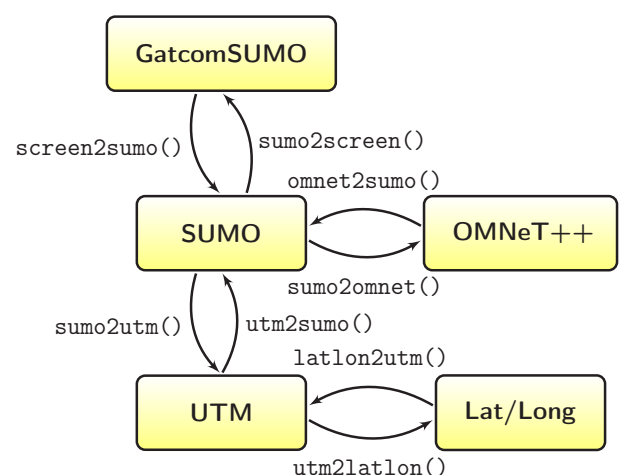 GatcomSUMO
screen2sumo()
sumo2screen()
omnet2sumo()
SUMO
OMNeT++
sumo2omnet()
sumo2utm()
utm2sumo()
latlon2utm()
UTM
Lat/Long
utm2latlon()